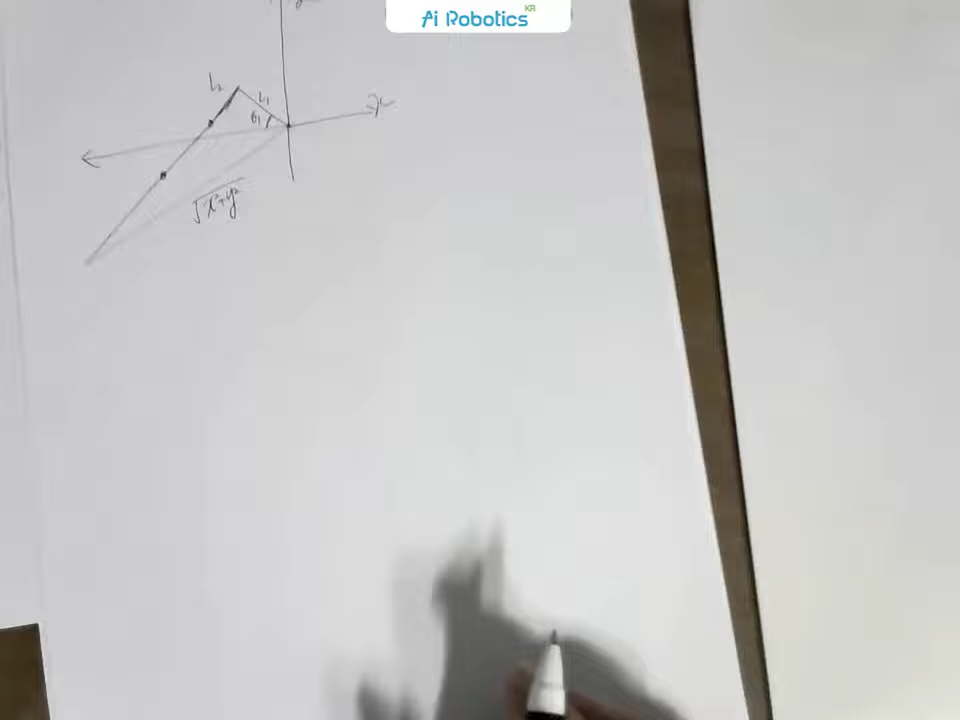 Ai Robotics KR
L₂
L₁
θ₁
x
√x²+y²